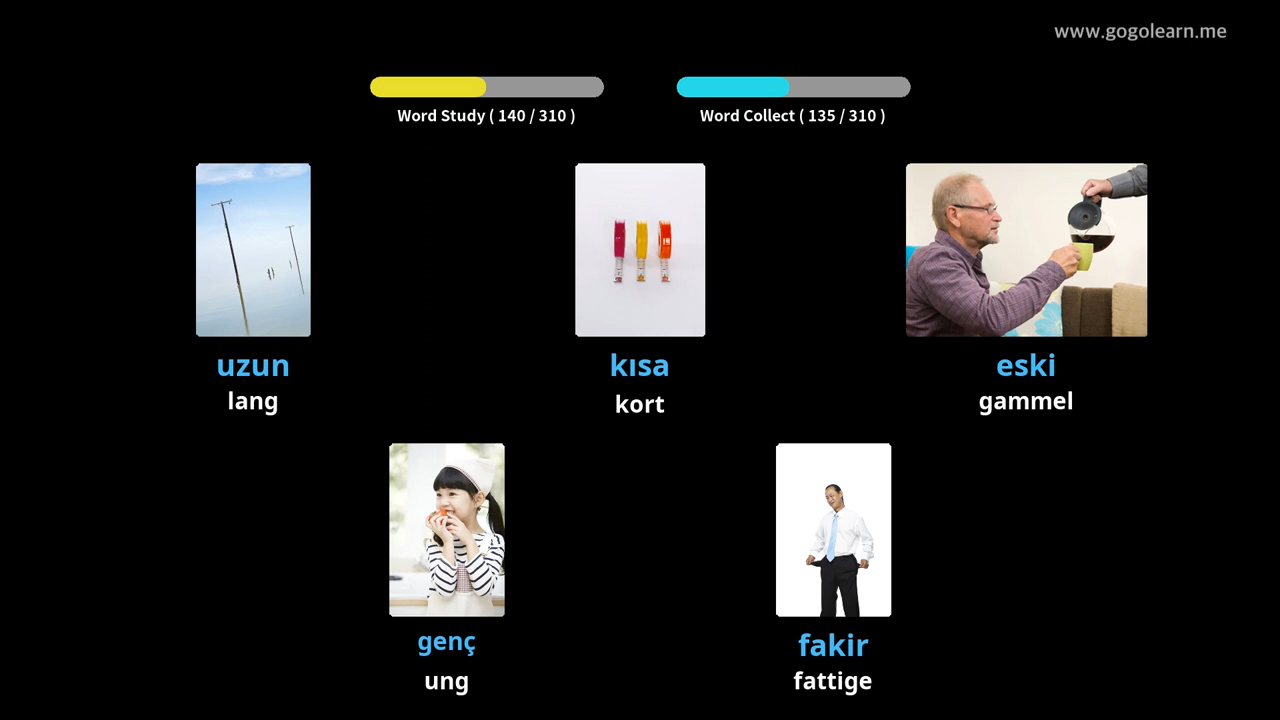 www.gogolearn.me
Word Study ( 140 / 310 )
Word Collect ( 135 / 310 )
uzun
lang
kısa
kort
eski
gammel
genç
ung
fakir
fattige